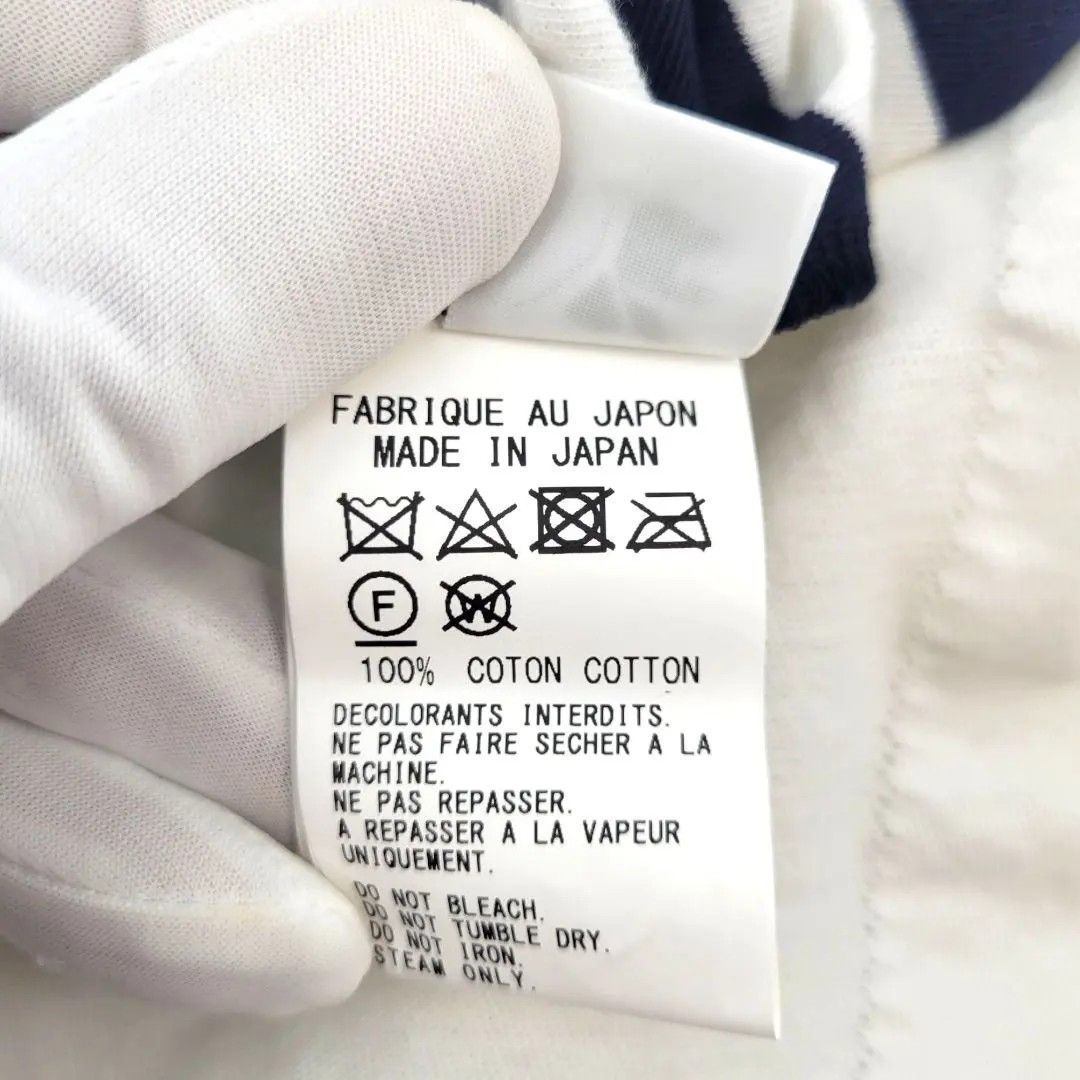 FABRIQUE AU JAPON
MADE IN JAPAN
F W
100% COTON COTTON
DECOLORANTS INTERDITS.
NE PAS FAIRE SECHER A LA
MACHINE.
NE PAS REPASSER.
A REPASSER A LA VAPEUR
UNIQUEMENT.
DO NOT BLEACH.
DO NOT TUMBLE DRY.
DO NOT IRON.
STEAM ONLY.